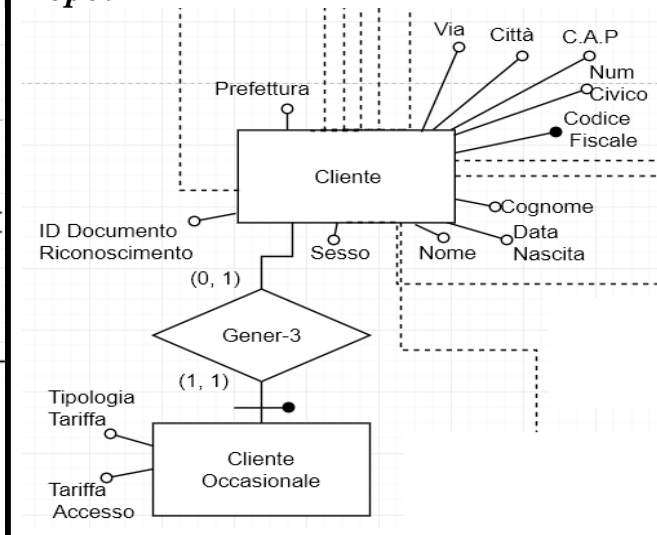 Via
Città
C.A.P
Num
Civico
Prefettura
Codice
Fiscale
Cliente
Cognome
ID Documento
Riconoscimento
Sesso
Nome
Data
Nascita
(0, 1)
Gener-3
(1, 1)
Tipologia
Tariffa
Cliente
Occasionale
Tariffa
Accesso